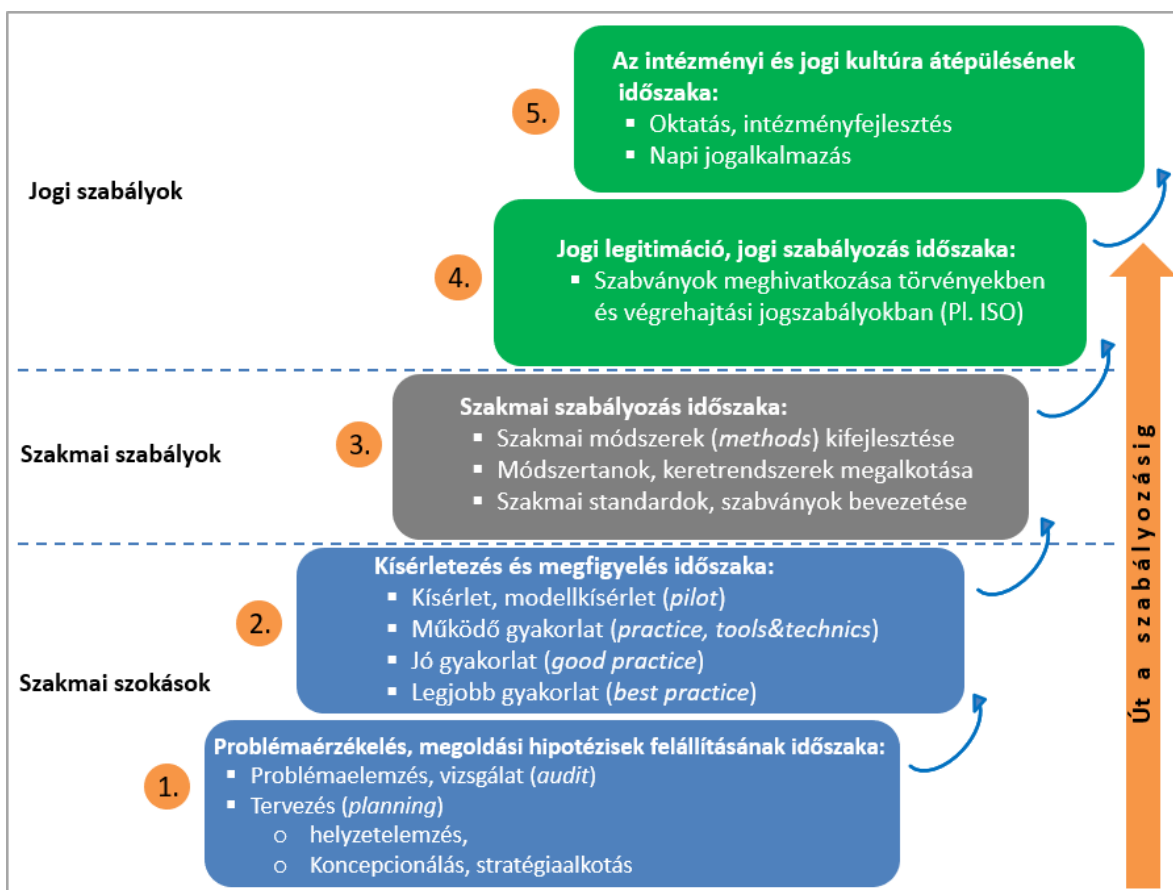 Az intézményi és jogi kultúra átépülésének
időszaka:
▪ Oktatás, intézményfejlesztés
▪ Napi jogalkalmazás
5.
Jogi szabályok
Jogi legitimáció, jogi szabályozás időszaka:
▪ Szabványok meghivatkozása törvényekben
és végrehajtási jogszabályokban (Pl. ISO)
4.
Szakmai szabályozás időszaka:
▪ Szakmai módszerek (methods) kifejlesztése
▪ Módszertanok, keretrendszerek megalkotása
▪ Szakmai standardok, szabványok bevezetése
3.
Szakmai szabályok
Kísérletezés és megfigyelés időszaka:
▪ Kísérlet, modellkísérlet (pilot)
▪ Működő gyakorlat (practice, tools&technics)
▪ Jó gyakorlat (good practice)
▪ Legjobb gyakorlat (best practice)
2.
Szakmai szokások
Problémaérzékelés, megoldási hipotézisek felállításának időszaka:
▪ Problémaelemzés, vizsgálat (audit)
▪ Tervezés (planning)
o helyzetelemzés,
o Koncepcionálás, stratégiaalkotás
1.
Út a szabályozásig